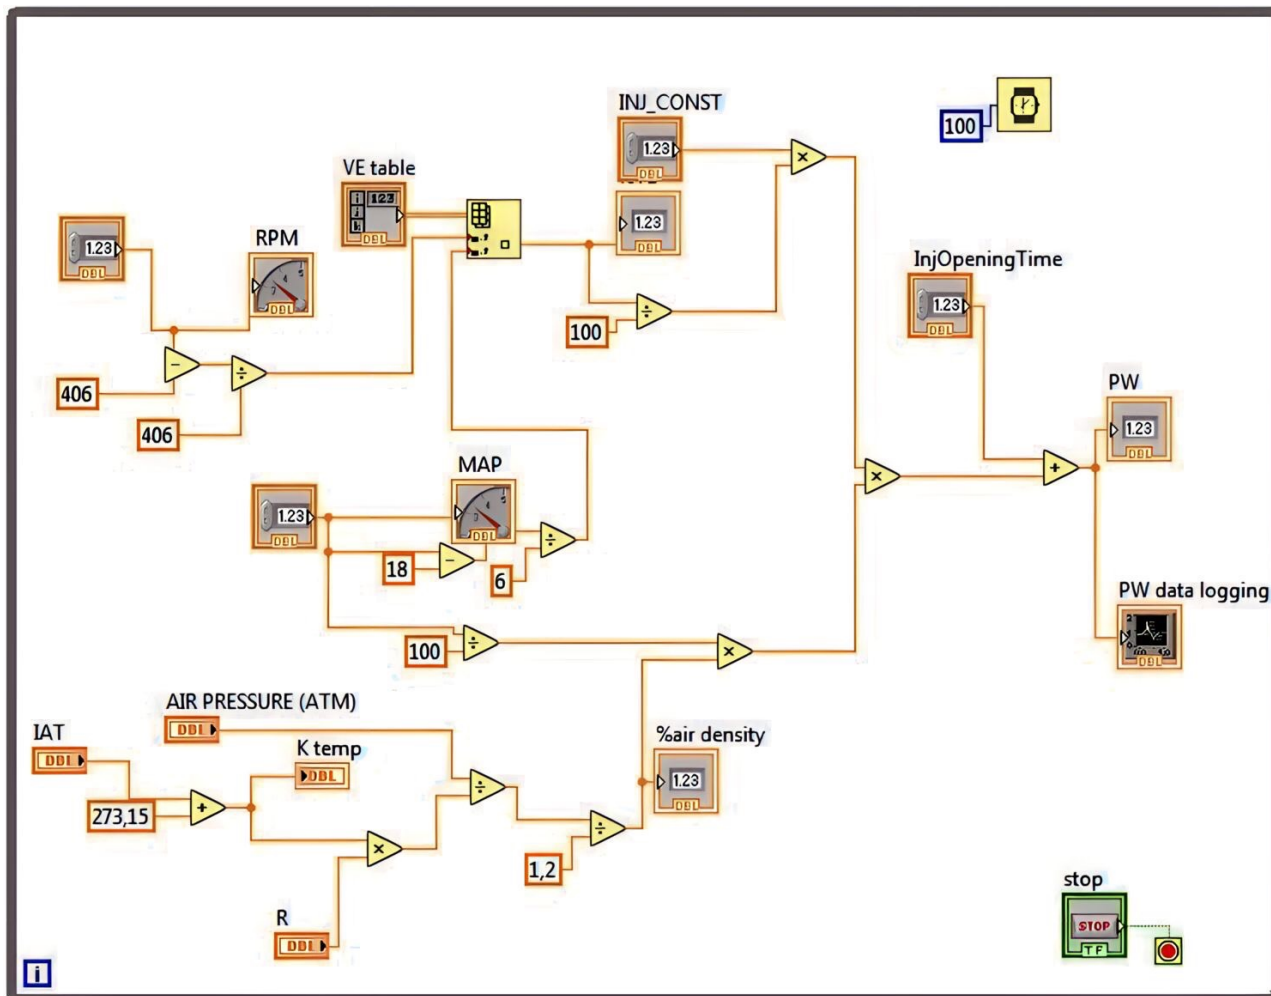 INJ_CONST
1.23
DBL
100
VE table
123
DBL
1.23
DBL
RPM
DBL
1.23
DBL
InjOpeningTime
1.23
DBL
100
406
406
PW
1.23
DBL
MAP
DBL
1.23
DBL
18
6
100
PW data logging
DBL
AIR PRESSURE (ATM)
DBL
IAT
DBL
K temp
DBL
%air density
1.23
DBL
273,15
1,2
R
DBL
stop
STOP
TF
i